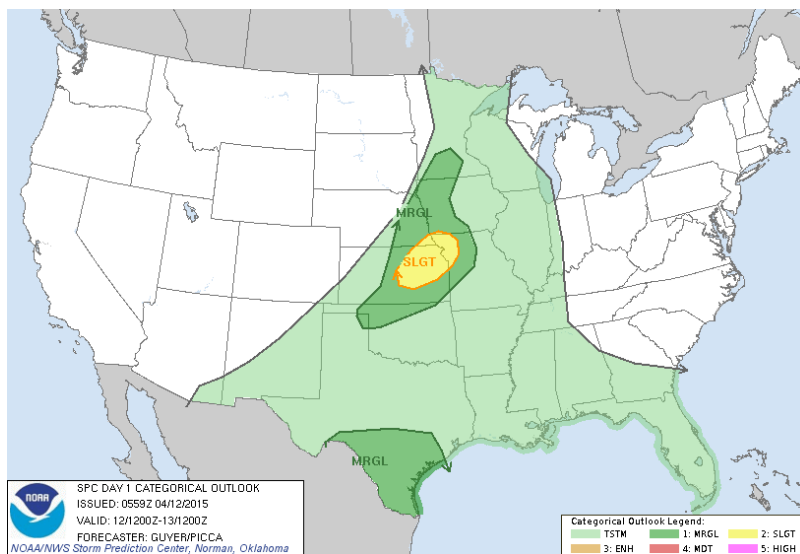 MRGL
SLGT
MRGL
SPC DAY 1 CATEGORICAL OUTLOOK
ISSUED: 0559Z 04/12/2015
VALID: 12/1200Z-13/1200Z
FORECASTER: GUYER/PICCA
NOAA/NWS Storm Prediction Center, Norman, Oklahoma
NOAA
Categorical Outlook Legend:
TSTM 1: MRGL 2: SLGT
3: ENH 4: MDT 5: HIGH